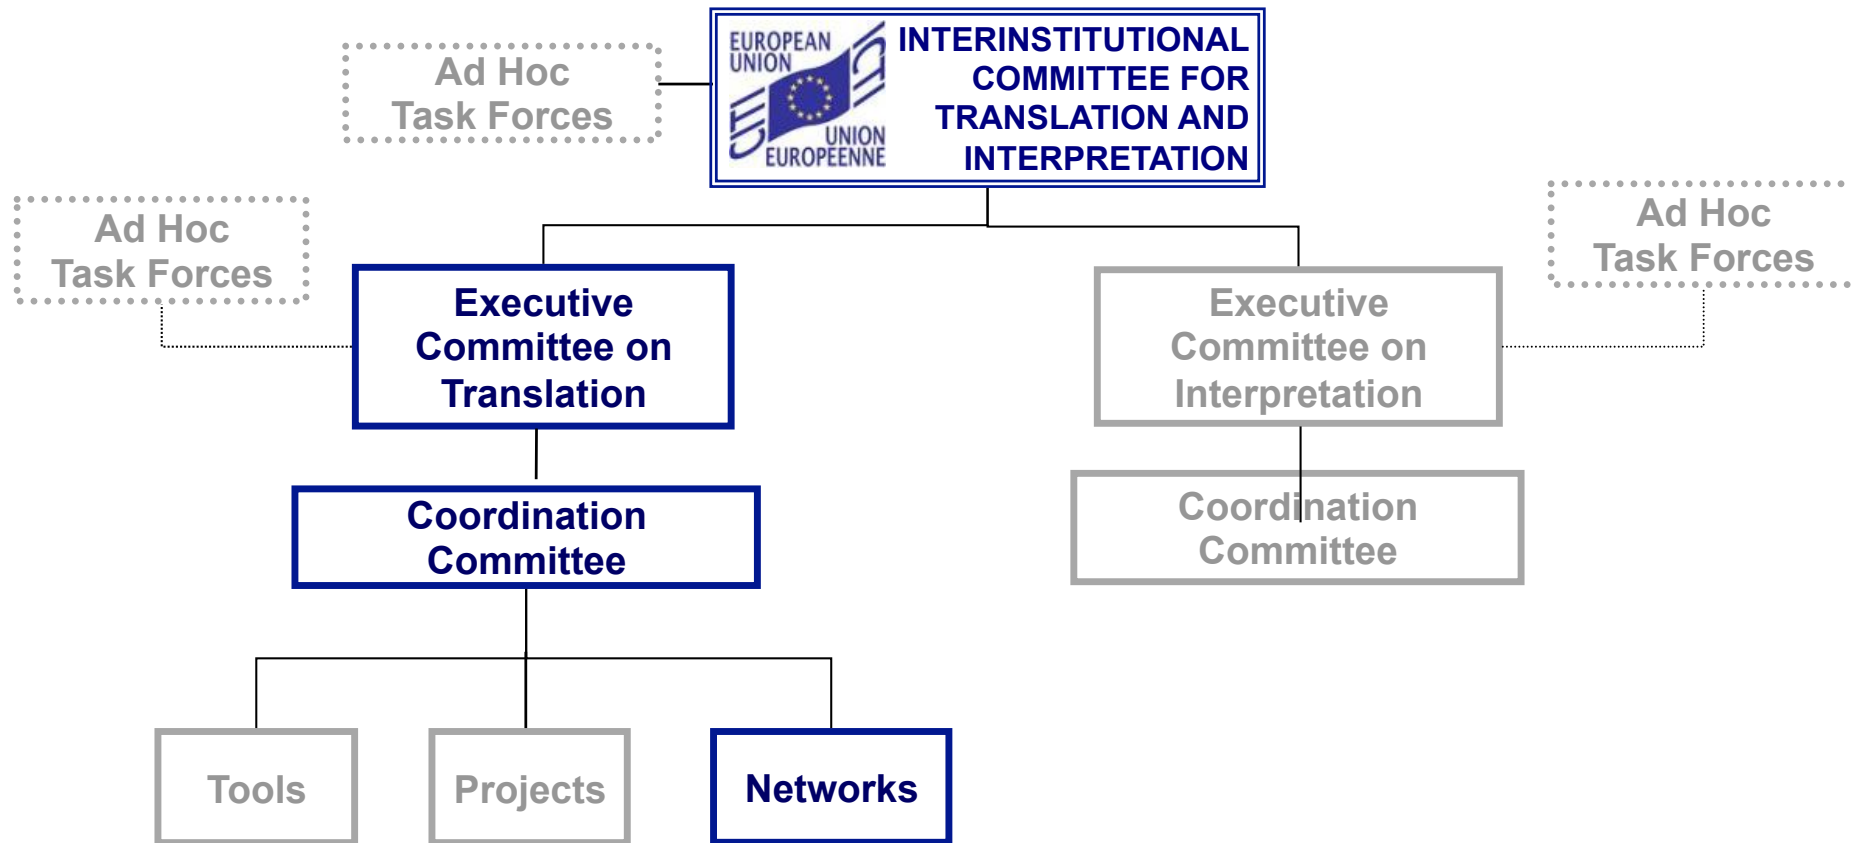 EUROPEAN
UNION
UNION
EUROPÉENNE
INTERINSTITUTIONAL
COMMITTEE FOR
TRANSLATION AND
INTERPRETATION
Ad Hoc
Task Forces
Ad Hoc
Task Forces
Ad Hoc
Task Forces
Executive
Committee on
Translation
Executive
Committee on
Interpretation
Coordination
Committee
Coordination
Committee
Tools
Projects
Networks